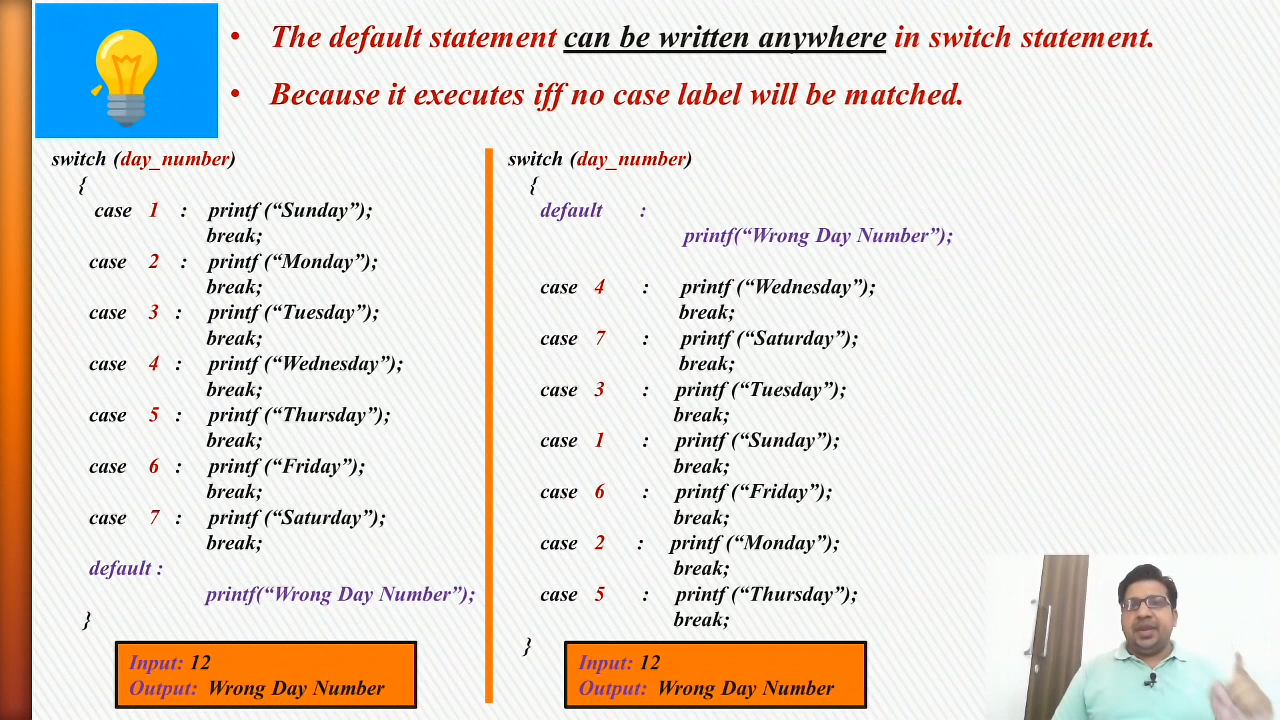 • The default statement can be written anywhere in switch statement.
• Because it executes iff no case label will be matched.
switch (day_number)
{
case 1 : printf (“Sunday”);
break;
case 2 : printf (“Monday”);
break;
case 3 : printf (“Tuesday”);
break;
case 4 : printf (“Wednesday”);
break;
case 5 : printf (“Thursday”);
break;
case 6 : printf (“Friday”);
break;
case 7 : printf (“Saturday”);
break;
default :
printf(“Wrong Day Number”);
}
Input: 12
Output: Wrong Day Number
switch (day_number)
{
default :
printf(“Wrong Day Number”);
case 4 : printf (“Wednesday”);
break;
case 7 : printf (“Saturday”);
break;
case 3 : printf (“Tuesday”);
break;
case 1 : printf (“Sunday”);
break;
case 6 : printf (“Friday”);
break;
case 2 : printf (“Monday”);
break;
case 5 : printf (“Thursday”);
break;
}
Input: 12
Output: Wrong Day Number